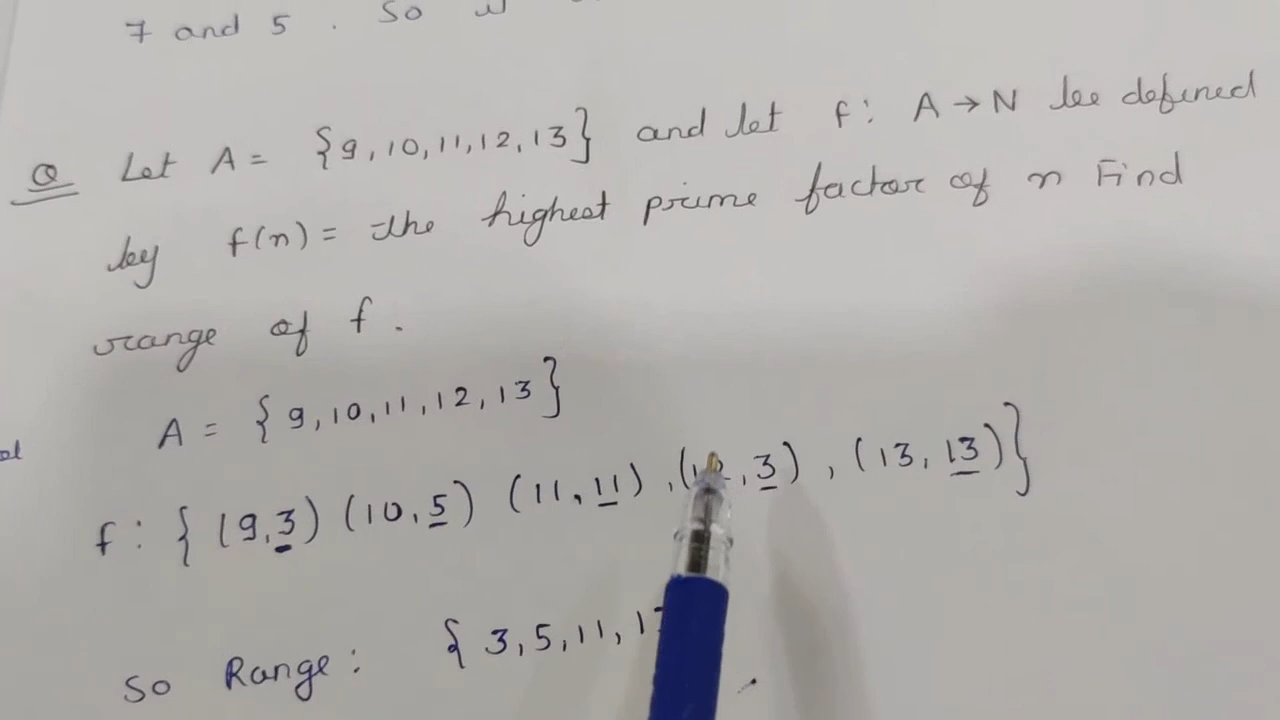 7 and 5 . So
Q Let A = {9,10,11,12,13} and let f: A → N be defined
by f(n) = the highest prime factor of n Find
range of f.
A = {9,10,11,12,13}
f: {(9,3) (10,5) (11,11) ,(12,3) , (13,13)}
So Range: {3,5,11,